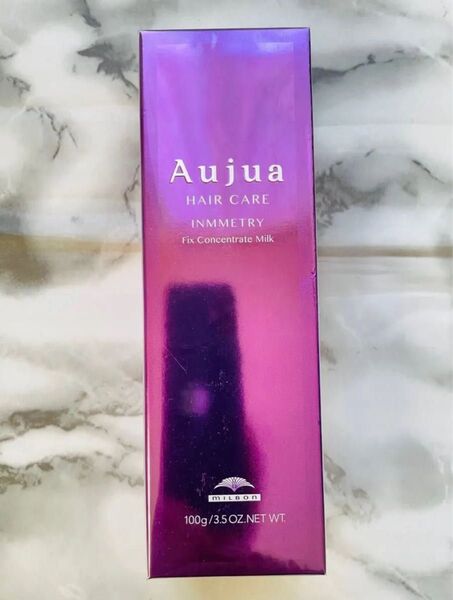 Aujua
HAIR CARE
INMMETRY
Fix Concentrate Milk
MILBON
100g/3.5 OZ.NET WT.